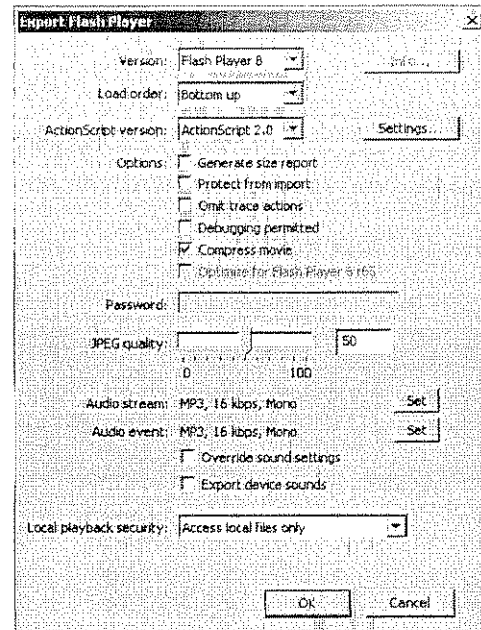 Export Flash Player
Version: Flash Player 8 Info...
Load order: Bottom up
ActionScript version: ActionScript 2.0 Settings...
Options: Generate size report
Protect from import
Omit trace actions
Debugging permitted
Compress movie
Optimize for Flash Player 6 r65
Password:
JPEG quality: 50
0 100
Audio stream: MP3, 16 kbps, Mono Set
Audio event: MP3, 16 kbps, Mono Set
Override sound settings
Export device sounds
Local playback security: Access local files only
OK Cancel